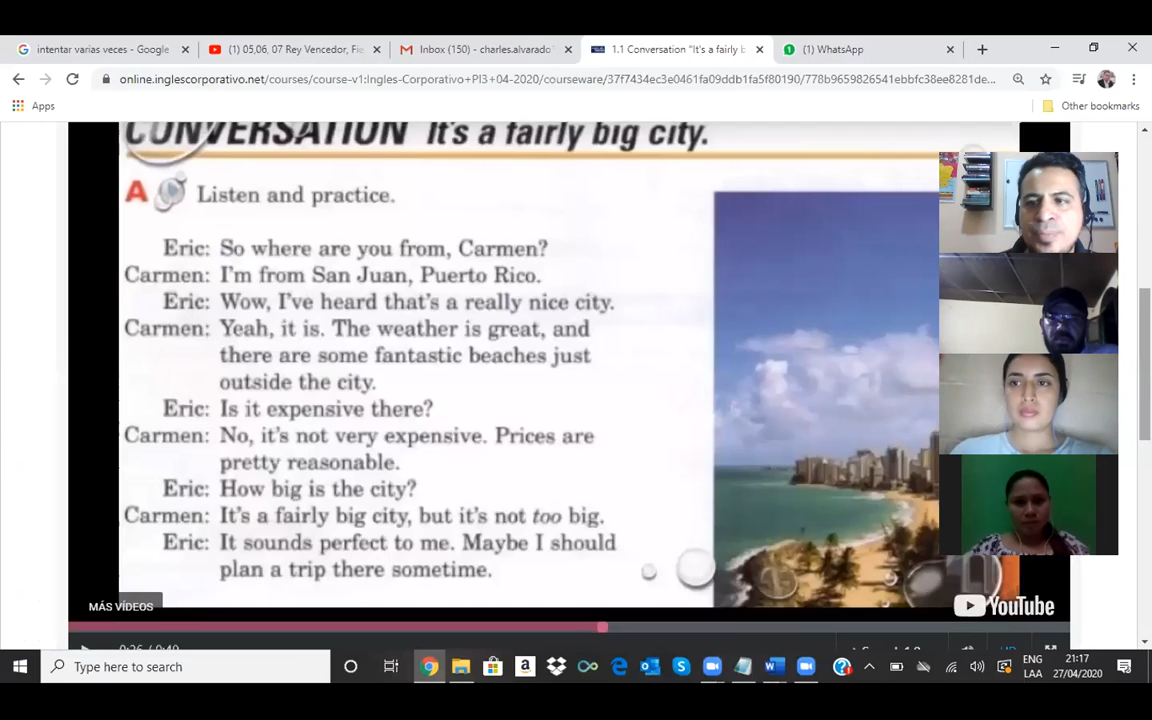 intentar varias veces - Google
(1) 05,06, 07 Rey Vencedor, Fie
Inbox (150) - charles.alvarado
1.1 Conversation "It's a fairly b
(1) WhatsApp
online.inglescorporativo.net/courses/course-v1:Ingles-Corporativo+PI3+04-2020/courseware/37f7434ec3e0461fa09ddb1fa5f80190/778b9659826541ebbfc38ee8281de...
Apps
Other bookmarks
CONVERSATION It's a fairly big city.
A Listen and practice.
Eric: So where are you from, Carmen?
Carmen: I'm from San Juan, Puerto Rico.
Eric: Wow, I've heard that's a really nice city.
Carmen: Yeah, it is. The weather is great, and
there are some fantastic beaches just
outside the city.
Eric: Is it expensive there?
Carmen: No, it's not very expensive. Prices are
pretty reasonable.
Eric: How big is the city?
Carmen: It's a fairly big city, but it's not too big.
Eric: It sounds perfect to me. Maybe I should
plan a trip there sometime.
MÁS VÍDEOS
YouTube
0:26 / 0:40
Type here to search
ENG
LAA
21:17
27/04/2020